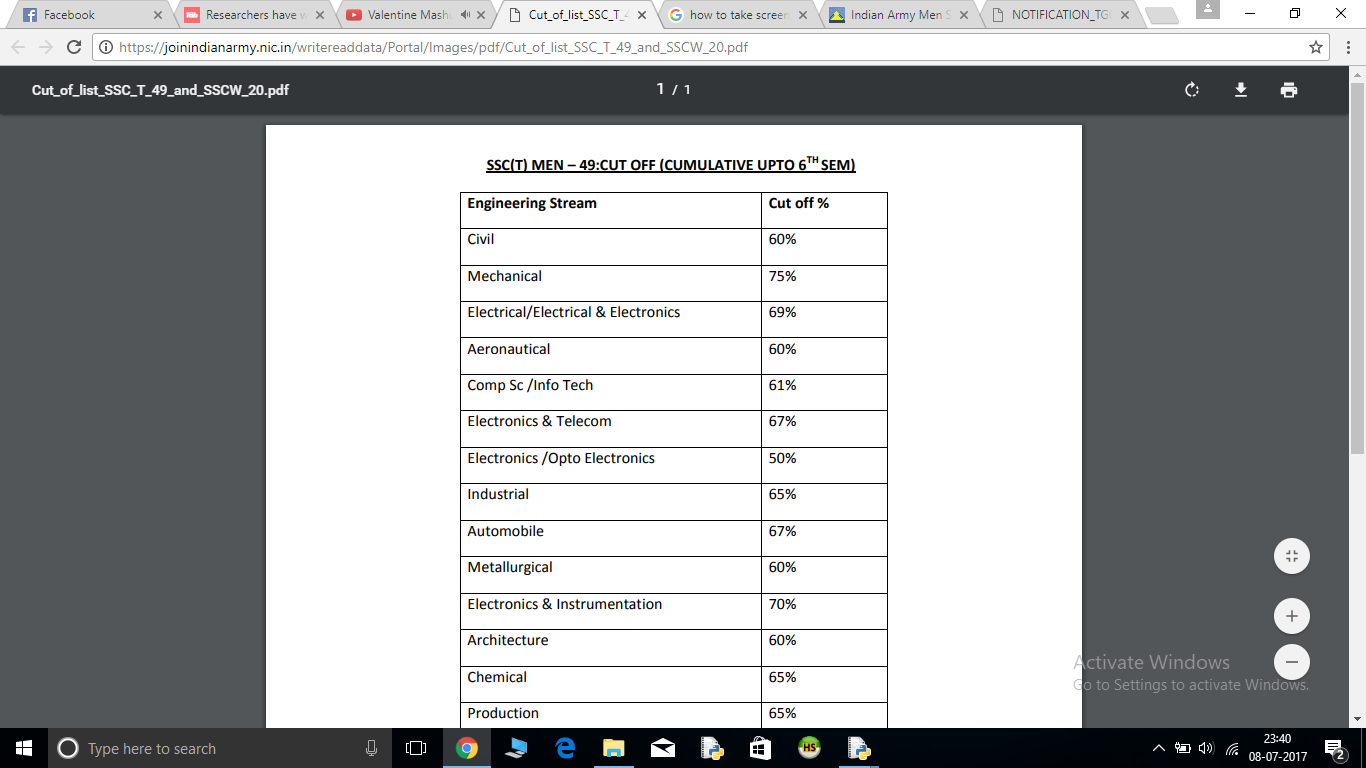 Facebook
Researchers have w
Valentine Mash
Cut_of_list_SSC_T_4
how to take screen
Indian Army Men S
NOTIFICATION_TG
https://joinindianarmy.nic.in/writereaddata/Portal/Images/pdf/Cut_of_list_SSC_T_49_and_SSCW_20.pdf
Cut_of_list_SSC_T_49_and_SSCW_20.pdf
1 / 1
SSC(T) MEN – 49:CUT OFF (CUMULATIVE UPTO 6TH SEM)
Engineering Stream Cut off %
Civil 60%
Mechanical 75%
Electrical/Electrical & Electronics 69%
Aeronautical 60%
Comp Sc /Info Tech 61%
Electronics & Telecom 67%
Electronics /Opto Electronics 50%
Industrial 65%
Automobile 67%
Metallurgical 60%
Electronics & Instrumentation 70%
Architecture 60%
Chemical 65%
Production 65%
Activate Windows
Go to Settings to activate Windows.
Type here to search
HS
23:40
08-07-2017
2